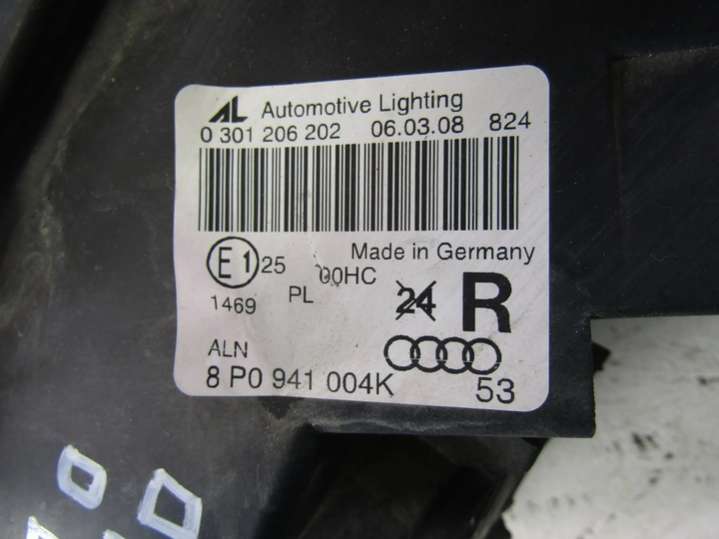 AL Automotive Lighting
0 301 206 202 06.03.08 824
Made in Germany
E1 25 00HC
1469 PL 24 R
ALN
8 P0 941 004K 53